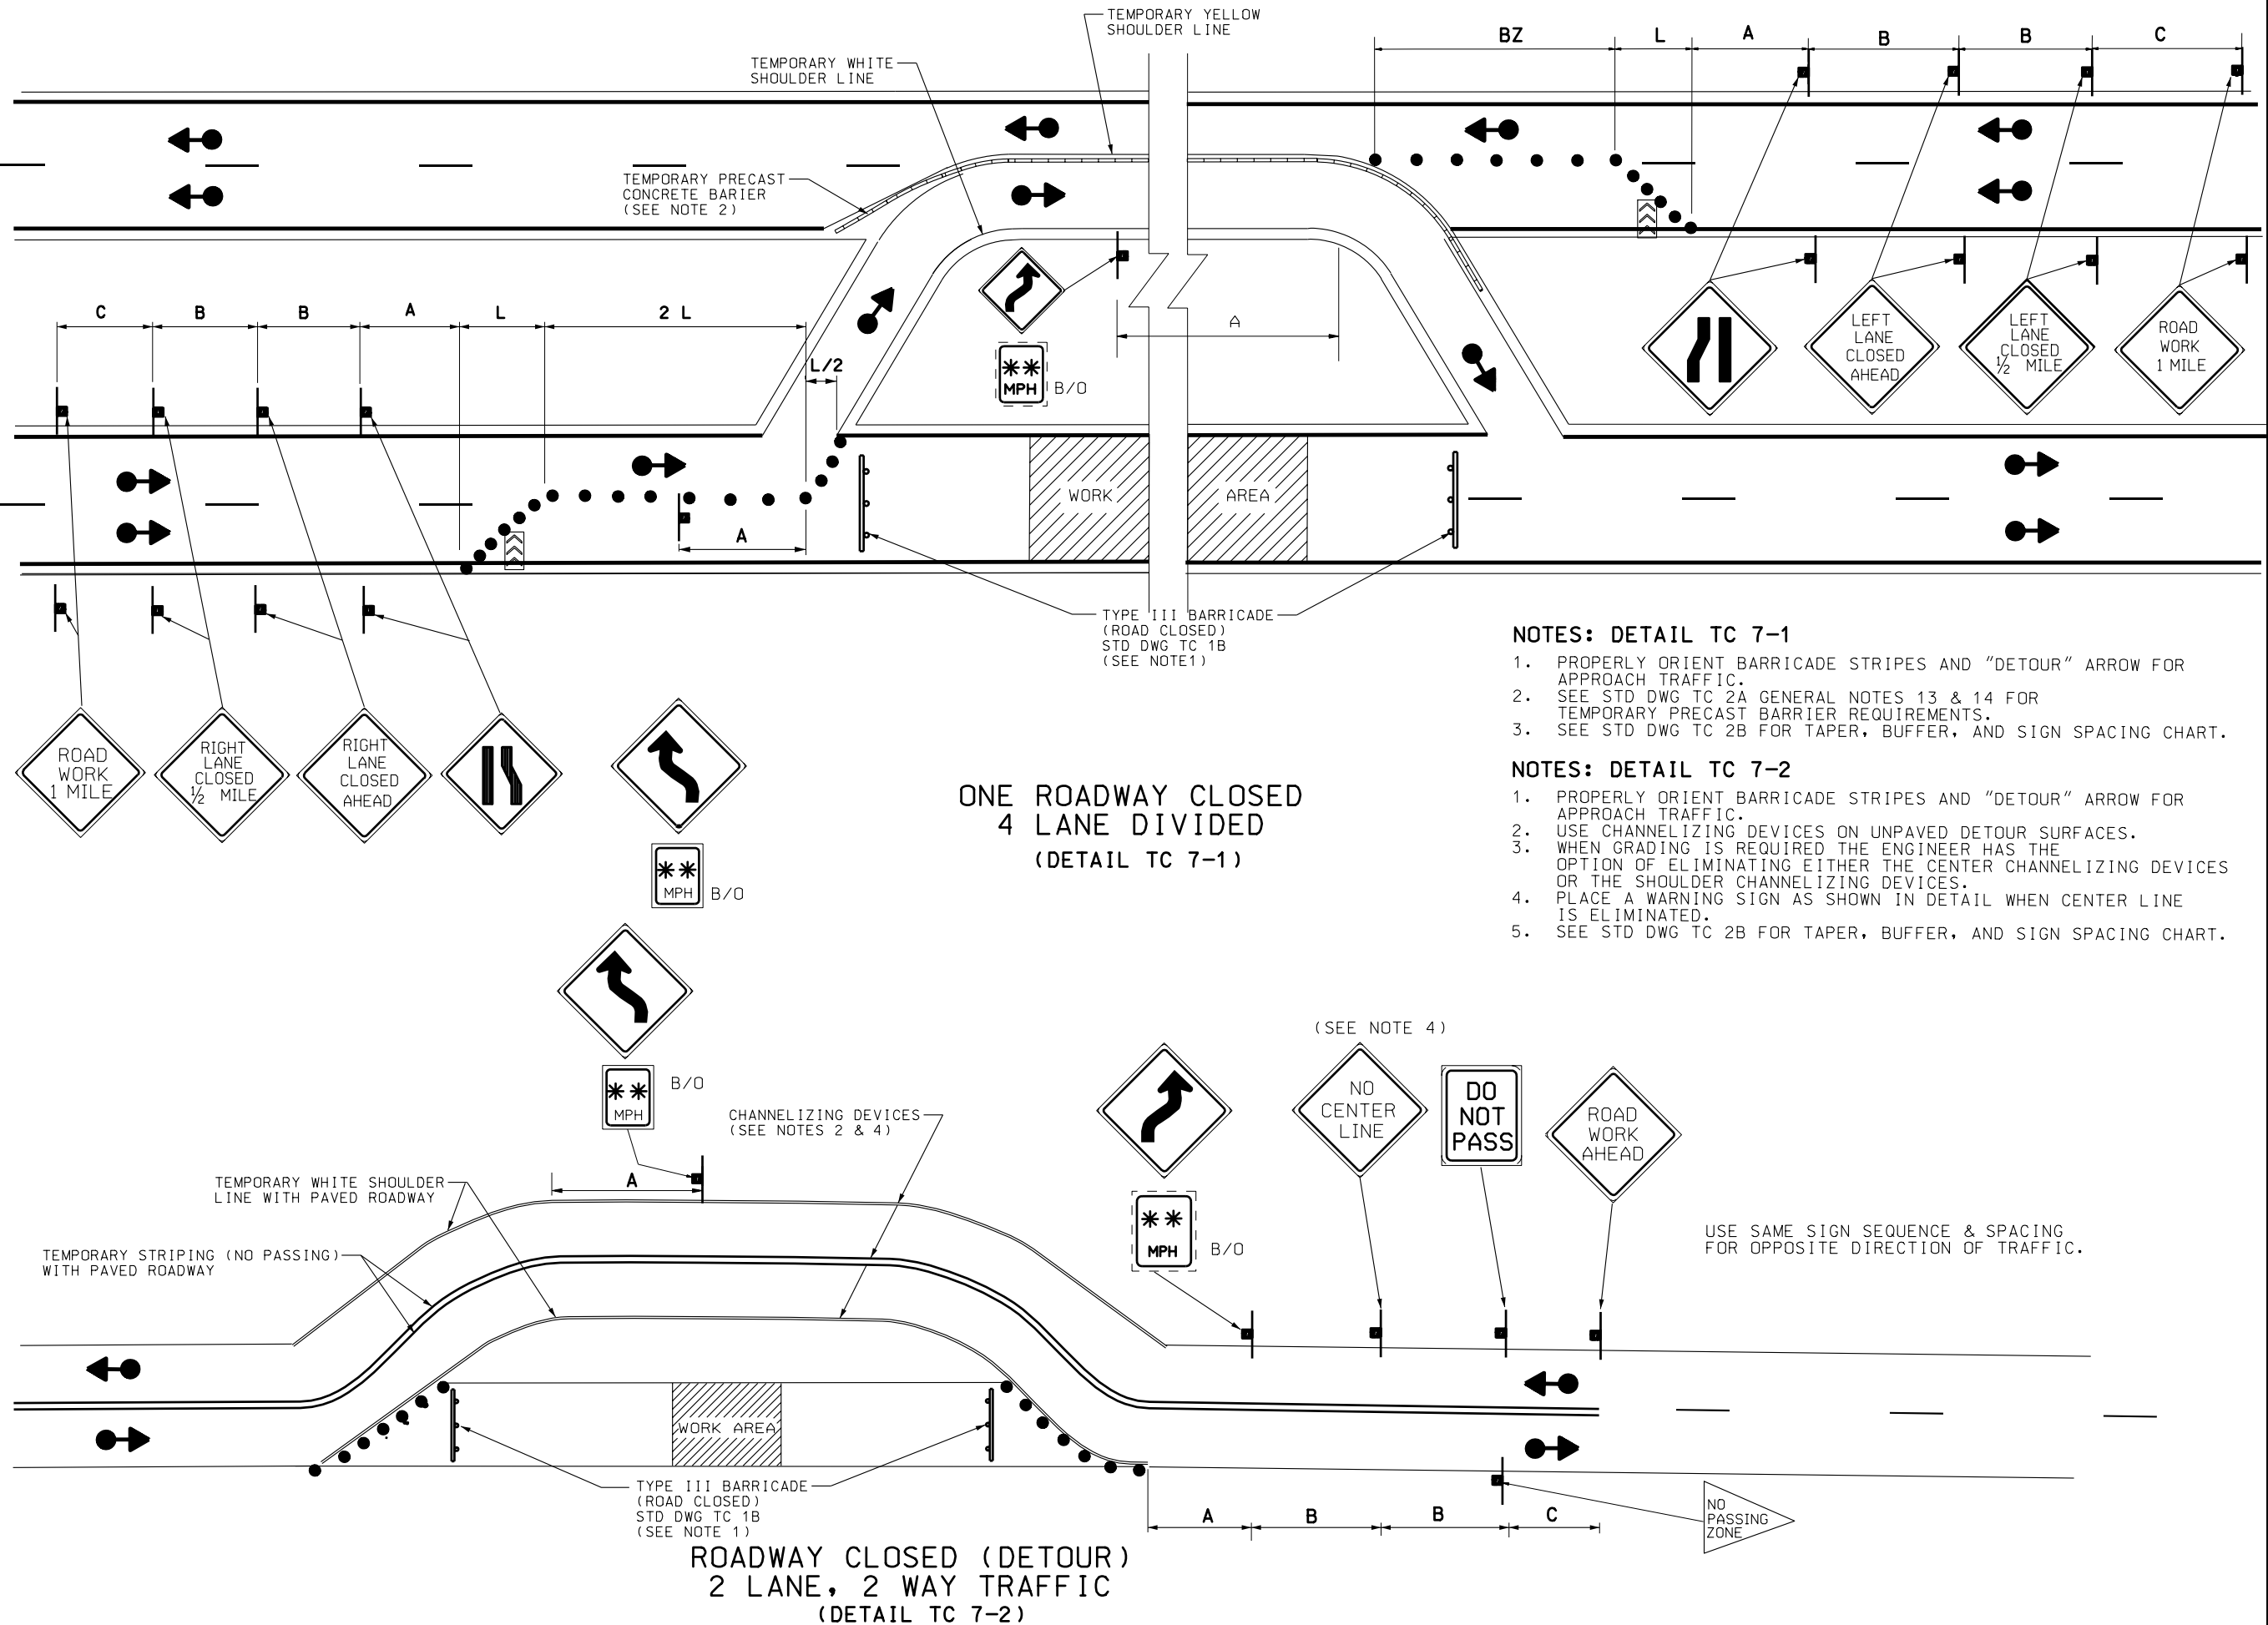 TEMPORARY YELLOW
SHOULDER LINE
TEMPORARY WHITE
SHOULDER LINE
BZ
L
A
B
B
C
TEMPORARY PRECAST
CONCRETE BARIER
(SEE NOTE 2)
C
B
B
A
L
2 L
L/2
A
** MPH
B/O
LEFT
LANE
CLOSED
AHEAD
LEFT
LANE
CLOSED
1/2 MILE
ROAD
WORK
1 MILE
WORK
AREA
A
TYPE III BARRICADE
(ROAD CLOSED)
STD DWG TC 1B
(SEE NOTE1)
ROAD
WORK
1 MILE
RIGHT
LANE
CLOSED
1/2 MILE
RIGHT
LANE
CLOSED
AHEAD
**
MPH
B/O
ONE ROADWAY CLOSED
4 LANE DIVIDED
(DETAIL TC 7-1)
NOTES: DETAIL TC 7-1
1. PROPERLY ORIENT BARRICADE STRIPES AND "DETOUR" ARROW FOR
APPROACH TRAFFIC.
2. SEE STD DWG TC 2A GENERAL NOTES 13 & 14 FOR
TEMPORARY PRECAST BARRIER REQUIREMENTS.
3. SEE STD DWG TC 2B FOR TAPER, BUFFER, AND SIGN SPACING CHART.
NOTES: DETAIL TC 7-2
1. PROPERLY ORIENT BARRICADE STRIPES AND "DETOUR" ARROW FOR
APPROACH TRAFFIC.
2. USE CHANNELIZING DEVICES ON UNPAVED DETOUR SURFACES.
3. WHEN GRADING IS REQUIRED THE ENGINEER HAS THE
OPTION OF ELIMINATING EITHER THE CENTER CHANNELIZING DEVICES
OR THE SHOULDER CHANNELIZING DEVICES.
4. PLACE A WARNING SIGN AS SHOWN IN DETAIL WHEN CENTER LINE
IS ELIMINATED.
5. SEE STD DWG TC 2B FOR TAPER, BUFFER, AND SIGN SPACING CHART.
**
MPH
B/O
CHANNELIZING DEVICES
(SEE NOTES 2 & 4)
TEMPORARY WHITE SHOULDER
LINE WITH PAVED ROADWAY
A
TEMPORARY STRIPING (NO PASSING)
WITH PAVED ROADWAY
**
MPH
B/O
(SEE NOTE 4)
NO
CENTER
LINE
DO
NOT
PASS
ROAD
WORK
AHEAD
USE SAME SIGN SEQUENCE & SPACING
FOR OPPOSITE DIRECTION OF TRAFFIC.
WORK AREA
TYPE III BARRICADE
(ROAD CLOSED)
STD DWG TC 1B
(SEE NOTE 1)
A
B
B
C
NO
PASSING
ZONE
ROADWAY CLOSED (DETOUR)
2 LANE, 2 WAY TRAFFIC
(DETAIL TC 7-2)